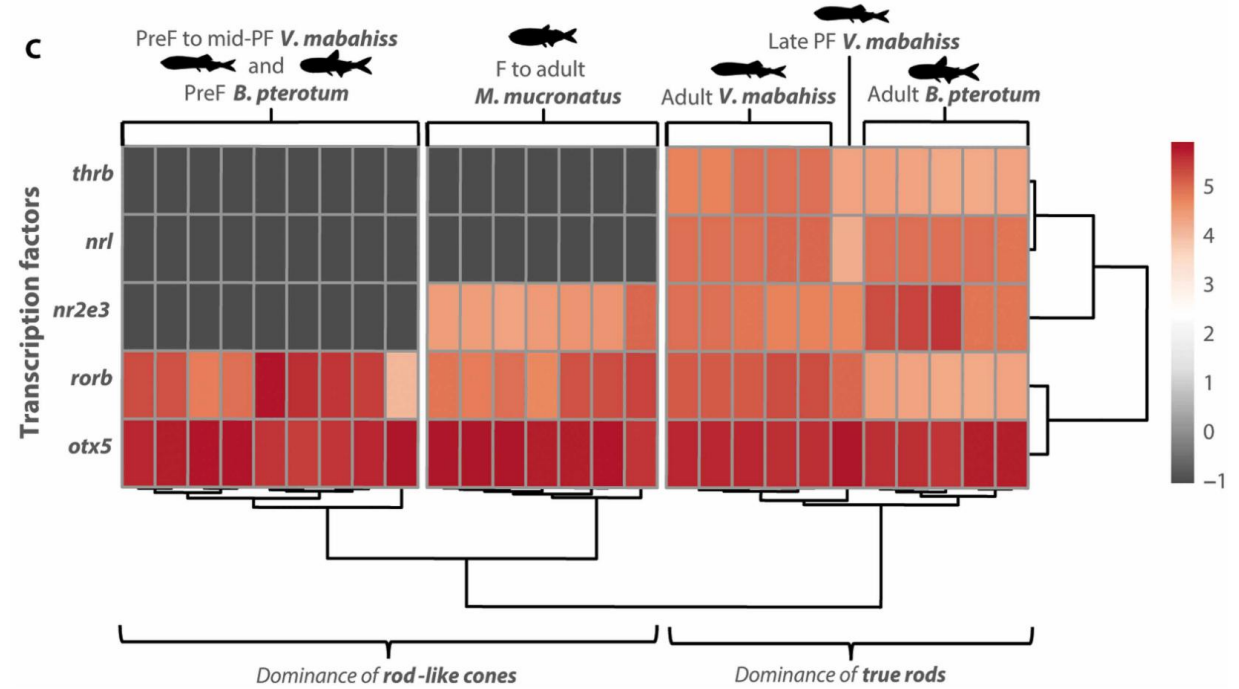 c
PreF to mid-PF V. mabahiss
and
PreF B. pterotum
F to adult
M. mucronatus
Late PF V. mabahiss
Adult V. mabahiss
Adult B. pterotum
Transcription factors
thrb
nrl
nr2e3
rorb
otx5
5
4
3
2
1
0
−1
Dominance of rod-like cones
Dominance of true rods